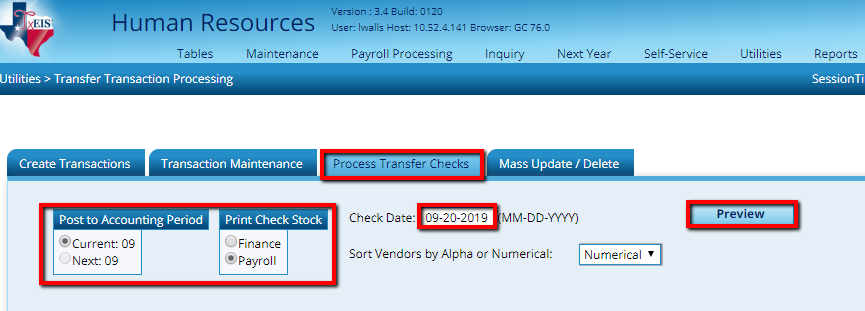 TxEIS
Human Resources
Version : 3.4 Build: 0120
User: lwalls Host: 10.52.4.141 Browser: GC 76.0
Tables Maintenance Payroll Processing Inquiry Next Year Self-Service Utilities Reports
Utilities > Transfer Transaction Processing SessionTi
Create Transactions Transaction Maintenance Process Transfer Checks Mass Update / Delete
Post to Accounting Period Print Check Stock Check Date: 09-20-2019 (MM-DD-YYYY) Preview
Current: 09 Finance
Next: 09 Payroll Sort Vendors by Alpha or Numerical: Numerical